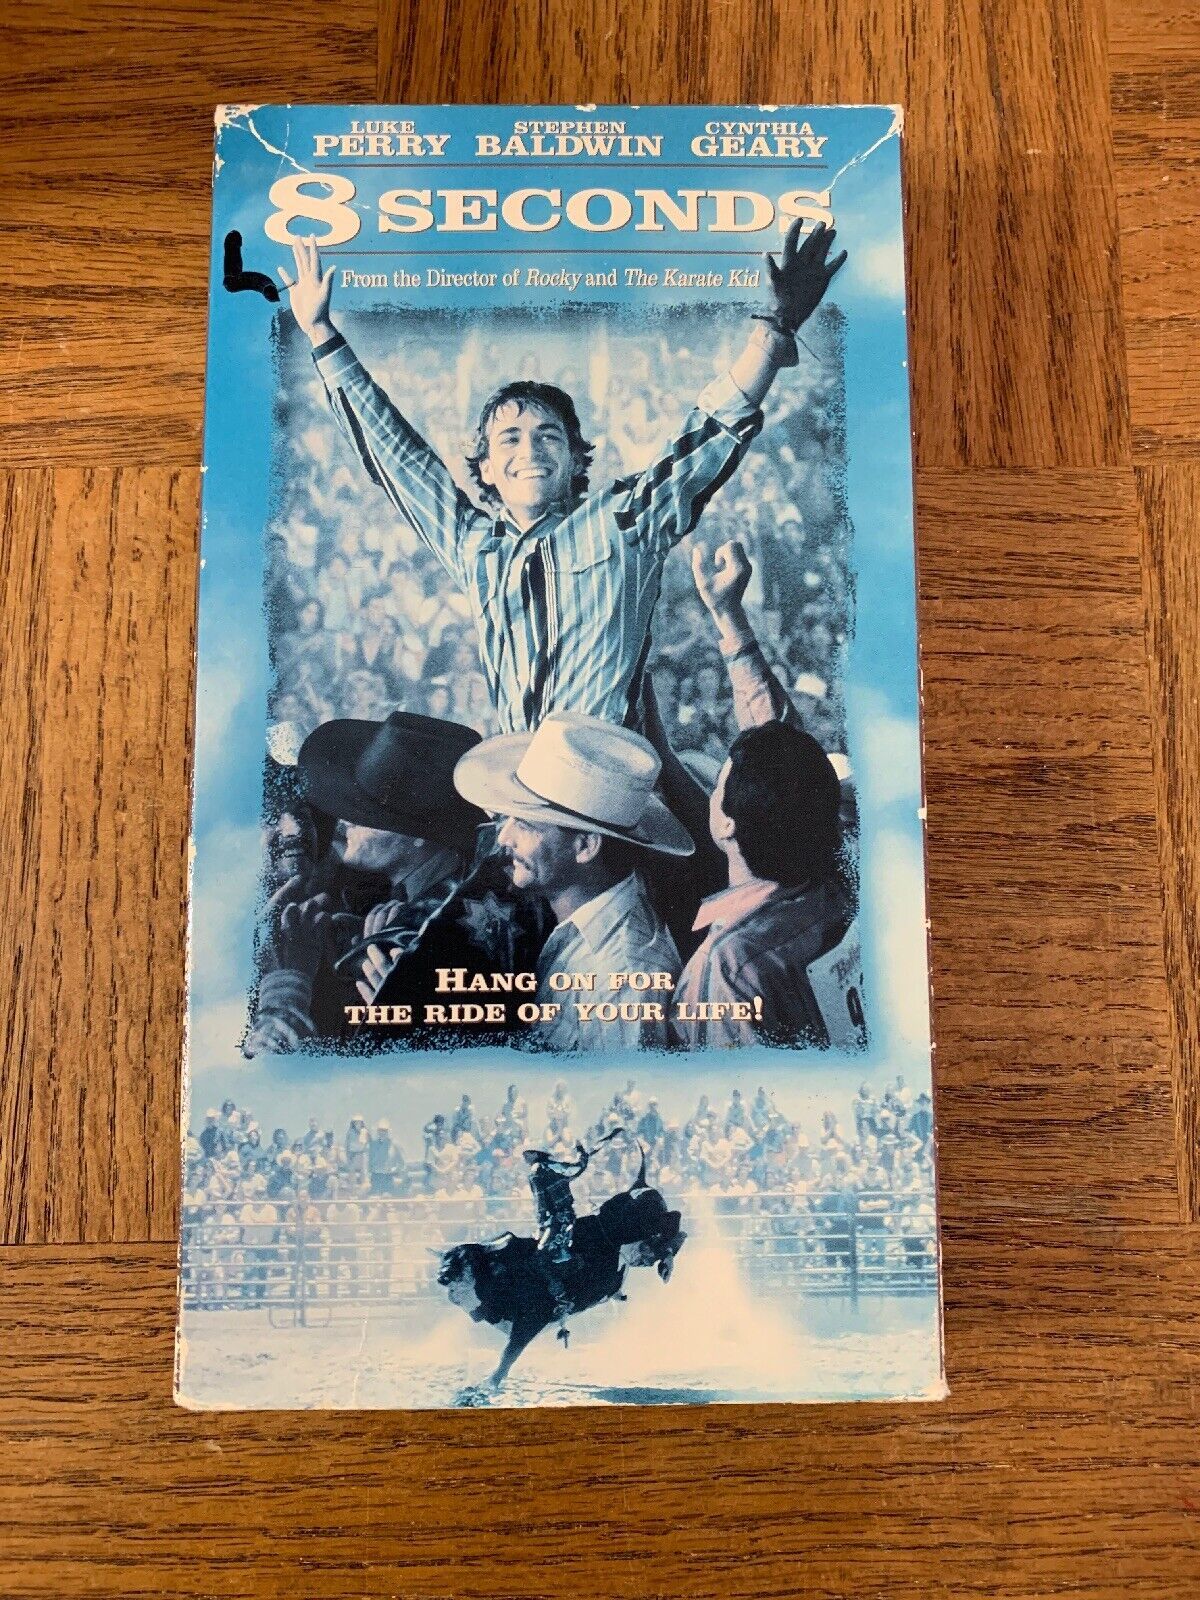 LUKE STEPHEN CYNTHIA
PERRY BALDWIN GEARY
8 SECONDS
From the Director of Rocky and The Karate Kid
HANG ON FOR
THE RIDE OF YOUR LIFE!